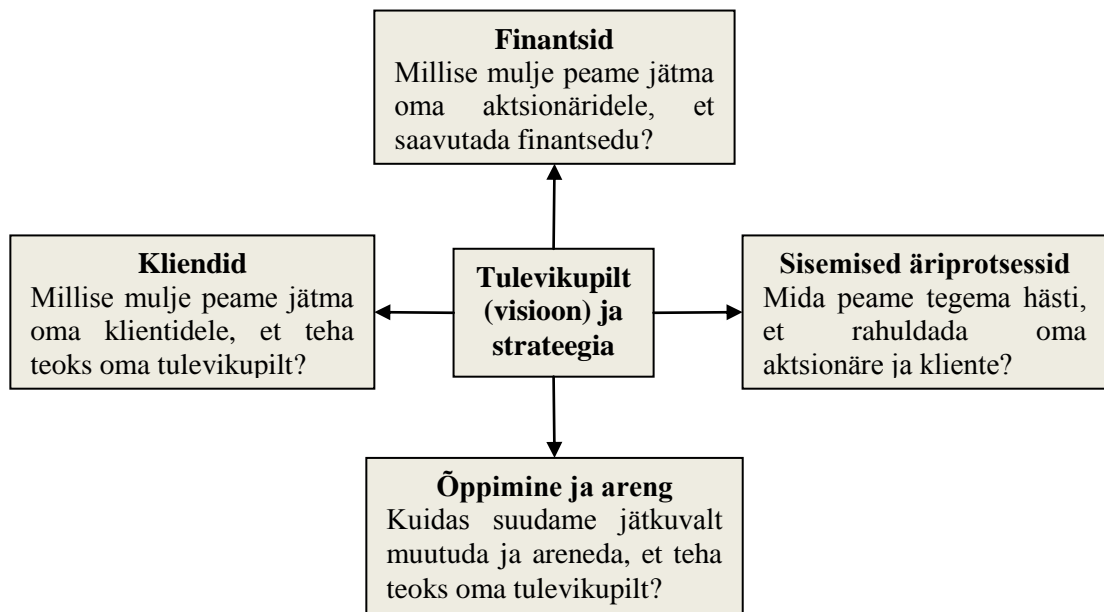 Finantsid
Millise mulje peame jätma
oma aktsionäridele, et
saavutada finantsedu?
Kliendid
Millise mulje peame jätma
oma klientidele, et teha
teoks oma tulevikupilt?
Tulevikupilt
(visioon) ja
strateegia
Sisemised äriprotsessid
Mida peame tegema hästi,
et rahuldada oma
aktsionäre ja kliente?
Õppimine ja areng
Kuidas suudame jätkuvalt
muutuda ja areneda, et teha
teoks oma tulevikupilt?